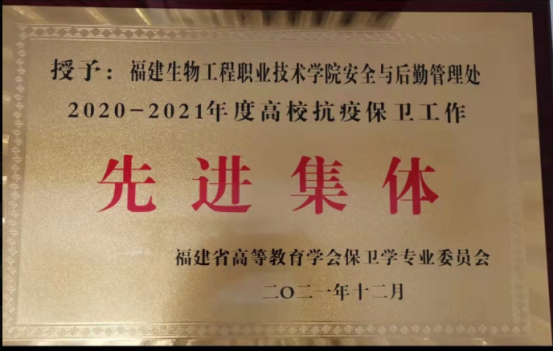 授予：福建生物工程职业技术学院安全与后勤管理处
2020-2021年度高校抗疫保卫工作
先进集体
福建省高等教育学会保卫学专业委员会
二〇二一年十二月